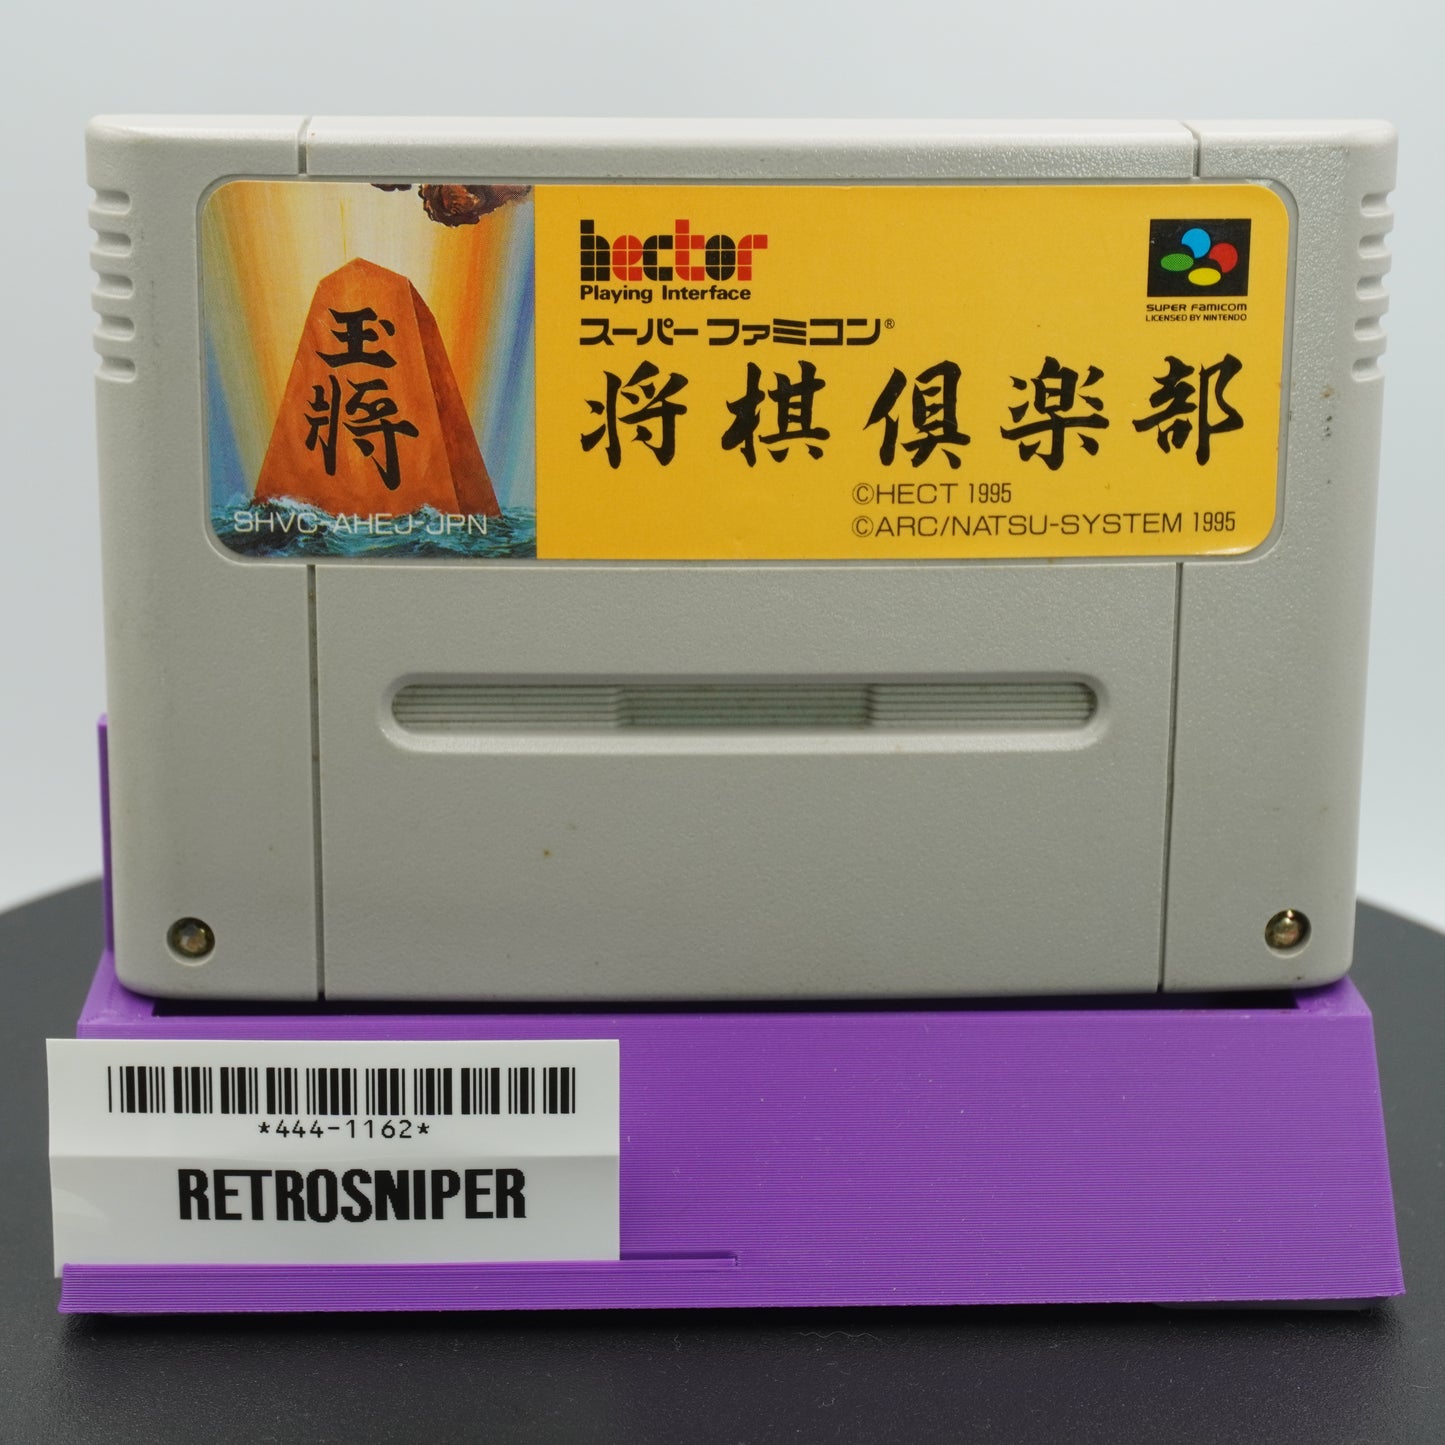 玉將
SHVC-AHEJ-JPN
hector
Playing Interface
スーパーファミコン®
将棋倶楽部
©HECT 1995
©ARC/NATSU-SYSTEM 1995
SUPER FAMICOM
LICENSED BY NINTENDO
*444-1162*
RETROSNIPER